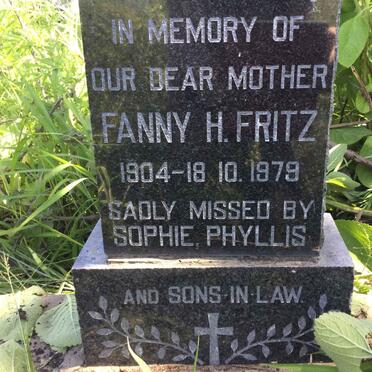 IN MEMORY OF
OUR DEAR MOTHER
FANNY H. FRITZ
1904-18 10. 1979
SADLY MISSED BY
SOPHIE, PHYLLIS
AND SONS-IN-LAW.